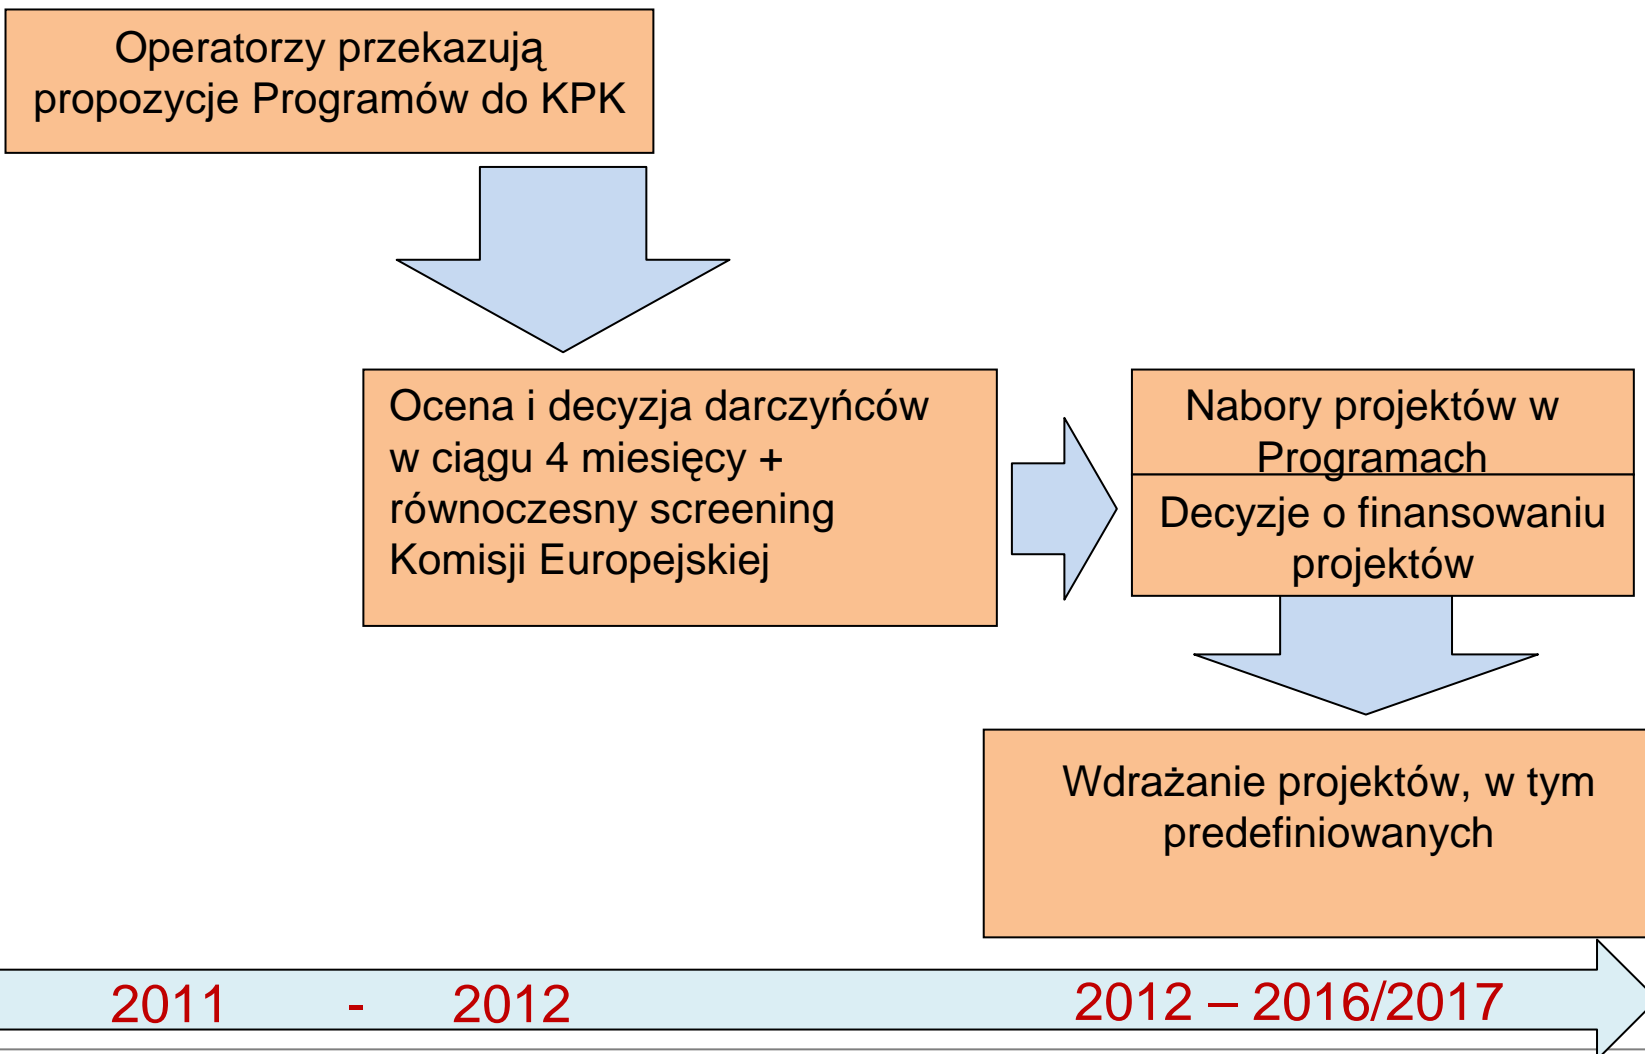 Operatorzy przekazują
propozycje Programów do KPK
Ocena i decyzja darczyńców
w ciągu 4 miesięcy +
równoczesny screening
Komisji Europejskiej
Nabory projektów w
Programach
Decyzje o finansowaniu
projektów
Wdrażanie projektów, w tym
predefiniowanych
2011 - 2012
2012 – 2016/2017